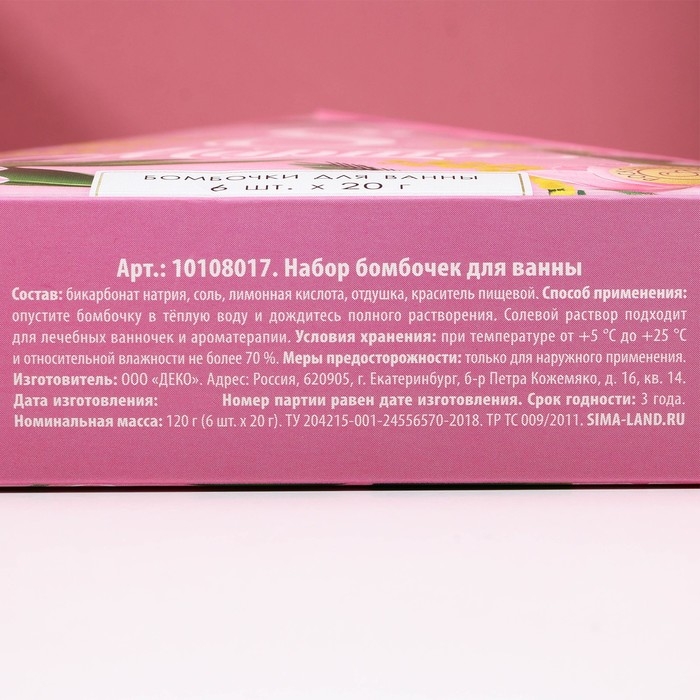 БОМБОЧКИ ДЛЯ ВАННЫ
6 ШТ. X 20 Г
Арт.: 10108017. Набор бомбочек для ванны
Состав: бикарбонат натрия, соль, лимонная кислота, отдушка, краситель пищевой. Способ применения:
опустите бомбочку в тёплую воду и дождитесь полного растворения. Солевой раствор подходит
для лечебных ванночек и ароматерапии. Условия хранения: при температуре от +5 °C до +25 °C
и относительной влажности не более 70 %. Меры предосторожности: только для наружного применения.
Изготовитель: ООО «ДЕКО». Адрес: Россия, 620905, г. Екатеринбург, б-р Петра Кожемяко, д. 16, кв. 14.
Дата изготовления: Номер партии равен дате изготовления. Срок годности: 3 года.
Номинальная масса: 120 г (6 шт. х 20 г). ТУ 204215-001-24556570-2018. ТР ТС 009/2011. SIMA-LAND.RU